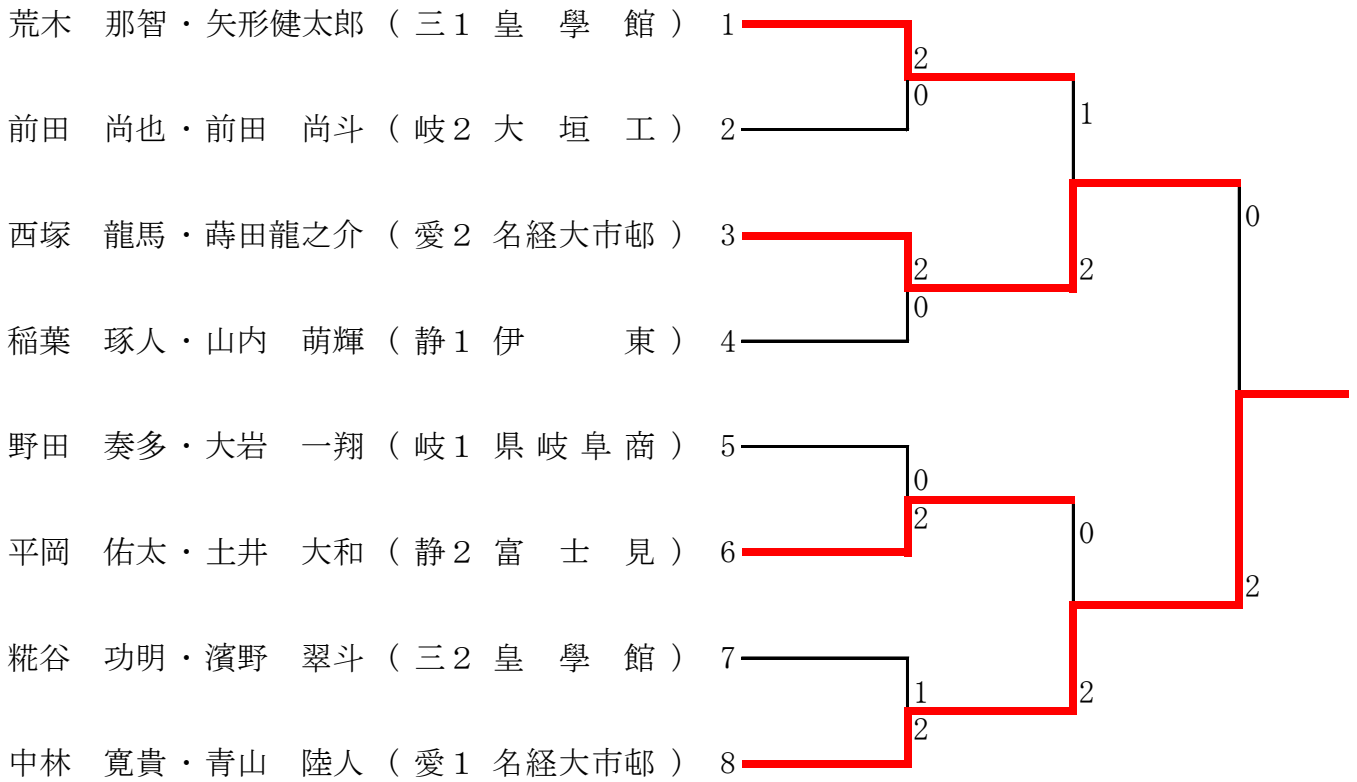 荒木　那智・矢形健太郎（三１ 皇　學　館） 1
2
0
前田　尚也・前田　尚斗（岐２ 大　垣　工） 2
1
西塚　龍馬・蒔田龍之介（愛２ 名経大市邨） 3
0
2
2
0
稲葉　琢人・山内　萌輝（静１ 伊　　　東） 4
野田　奏多・大岩　一翔（岐１ 県岐阜商） 5
0
2
0
平岡　佑太・土井　大和（静２ 富　士　見） 6
2
糀谷　功明・濱野　翠斗（三２ 皇　學　館） 7
1
2
2
中林　寛貴・青山　陸人（愛１ 名経大市邨） 8